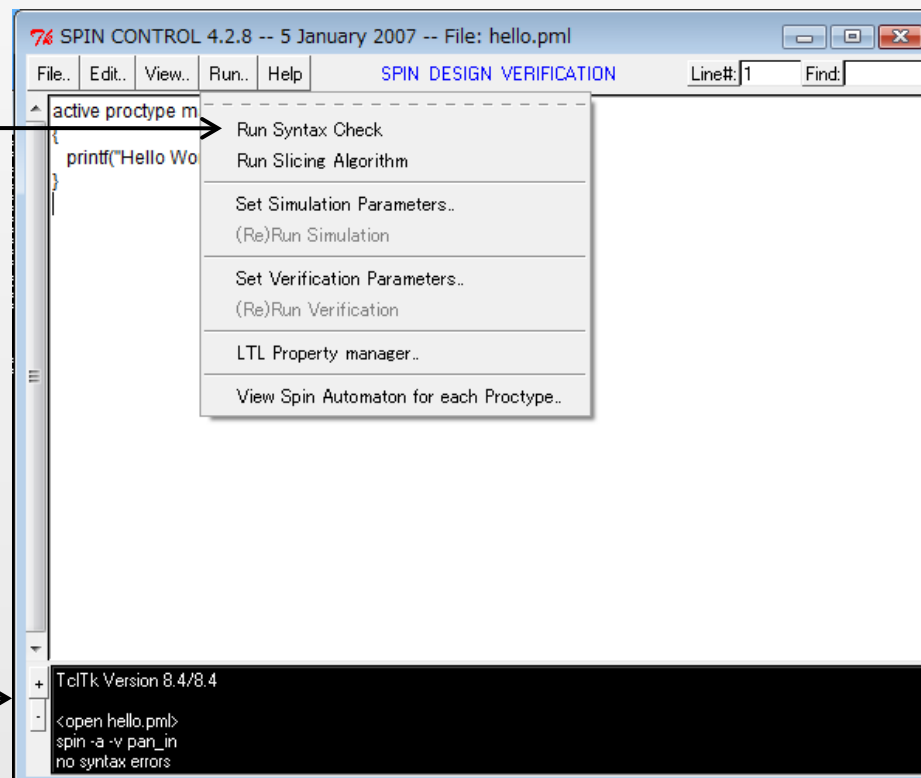 SPIN CONTROL 4.2.8 -- 5 January 2007 -- File: hello.pml
File.. Edit.. View.. Run.. Help SPIN DESIGN VERIFICATION Line#: 1 Find:
active proctype m
{
printf("Hello Wo
}
Run Syntax Check
Run Slicing Algorithm
Set Simulation Parameters..
(Re)Run Simulation
Set Verification Parameters..
(Re)Run Verification
LTL Property manager..
View Spin Automaton for each Proctype..
+ TclTk Version 8.4/8.4
-
<open hello.pml>
spin -a -v pan_in
no syntax errors